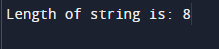 Length of string is: 8